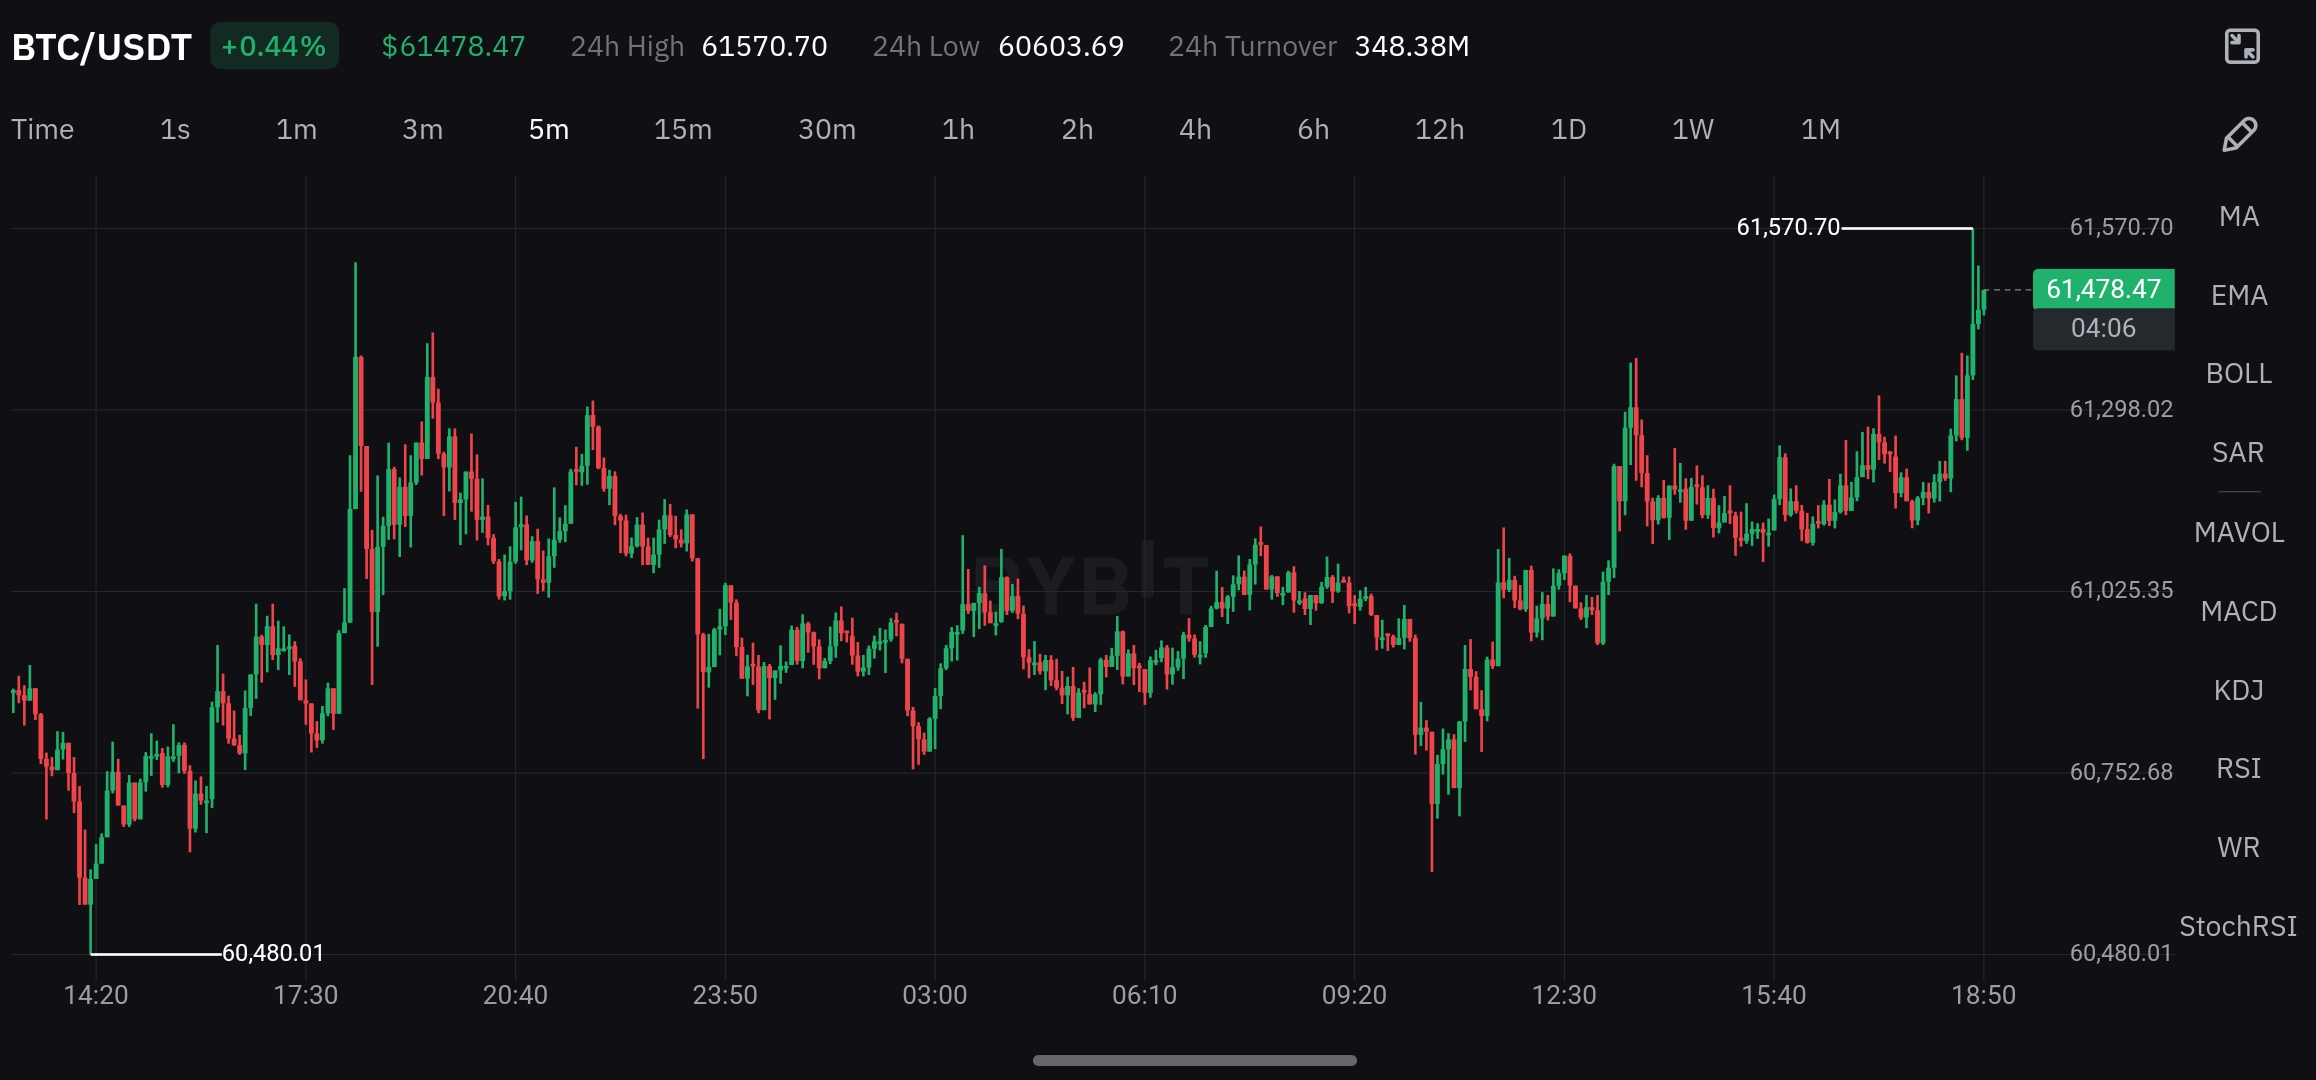 BTC/USDT +0.44% $61478.47 24h High 61570.70 24h Low 60603.69 24h Turnover 348.38M
Time 1s 1m 3m 5m 15m 30m 1h 2h 4h 6h 12h 1D 1W 1M
MA
61,570.70 61,570.70
61,478.47
EMA
04:06
BOLL
61,298.02
SAR
MAVOL
BYBIT
61,025.35
MACD
KDJ
60,752.68
RSI
WR
StochRSI
60,480.01 60,480.01
14:20 17:30 20:40 23:50 03:00 06:10 09:20 12:30 15:40 18:50